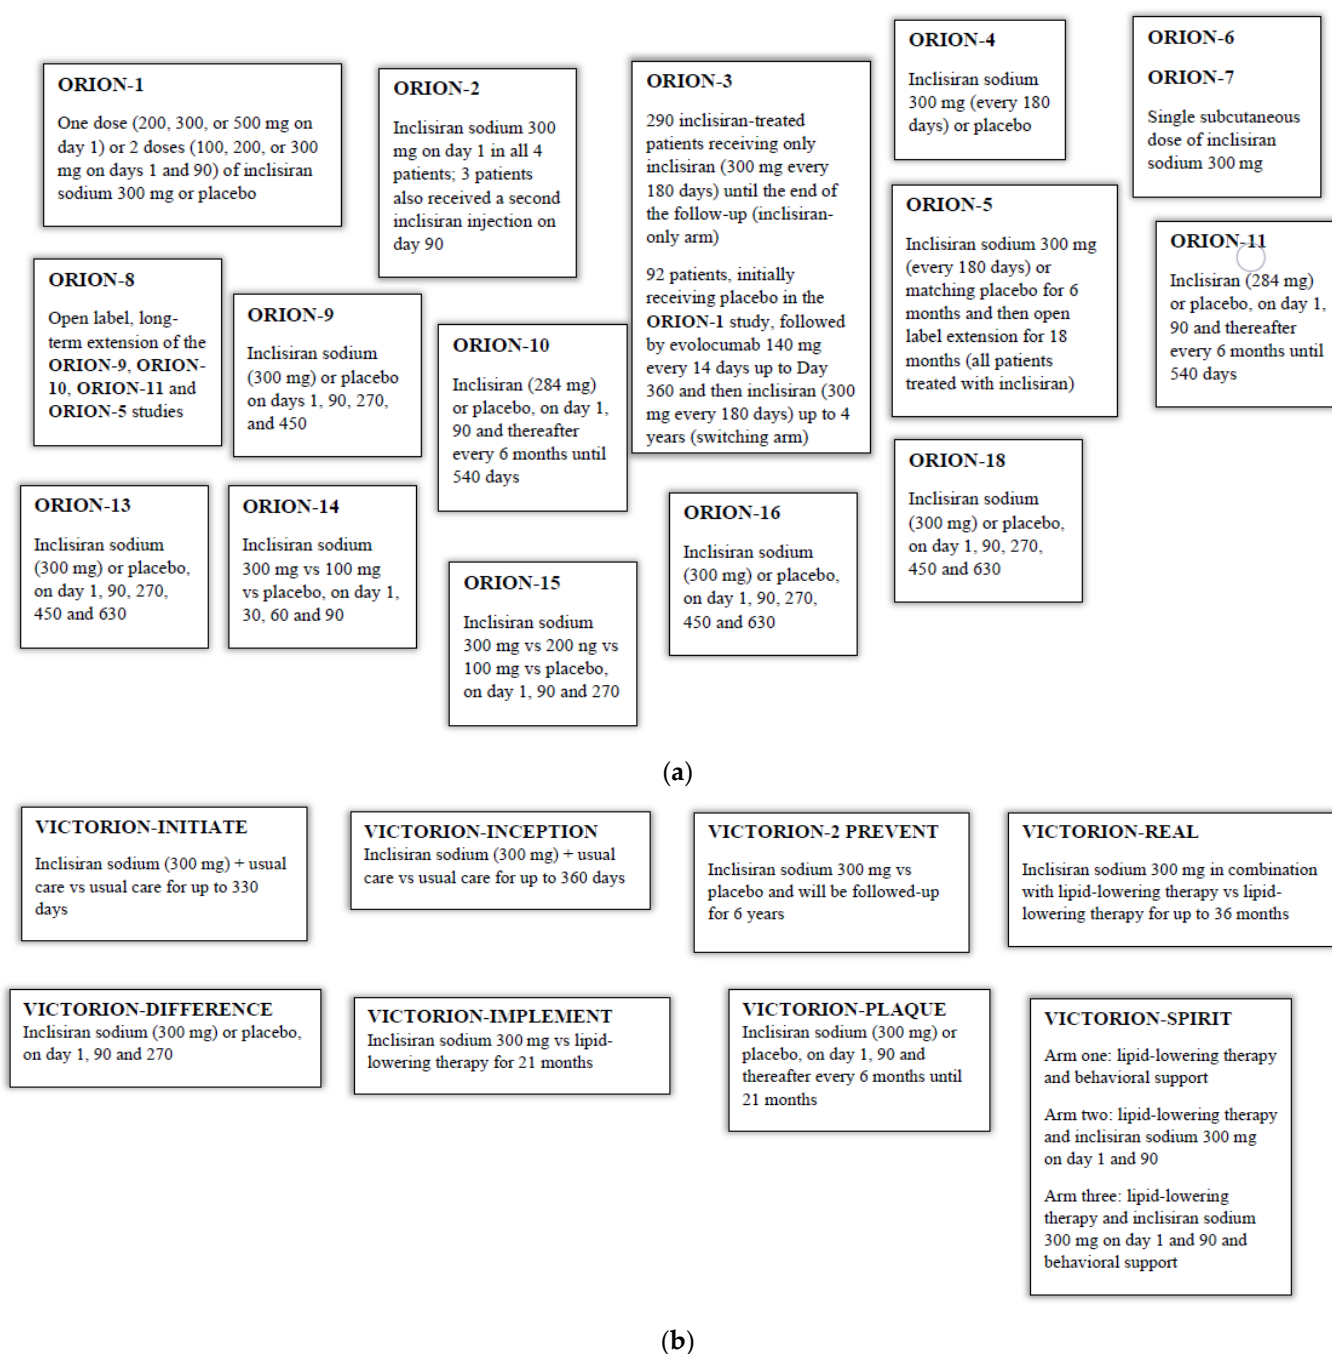 ORION-1
One dose (200, 300, or 500 mg on
day 1) or 2 doses (100, 200, or 300
mg on days 1 and 90) of inclisiran
sodium 300 mg or placebo
ORION-2
Inclisiran sodium 300
mg on day 1 in all 4
patients; 3 patients
also received a second
inclisiran injection on
day 90
ORION-3
290 inclisiran-treated
patients receiving only
inclisiran (300 mg every
180 days) until the end of
the follow-up (inclisiran-
only arm)
92 patients, initially
receiving placebo in the
ORION-1 study, followed
by evolocumab 140 mg
every 14 days up to Day
360 and then inclisiran (300
mg every 180 days) up to 4
years (switching arm)
ORION-4
Inclisiran sodium
300 mg (every 180
days) or placebo
ORION-6
ORION-7
Single subcutaneous
dose of inclisiran
sodium 300 mg
ORION-5
Inclisiran sodium 300 mg
(every 180 days) or
matching placebo for 6
months and then open
label extension for 18
months (all patients
treated with inclisiran)
ORION-11
Inclisiran (284 mg)
or placebo, on day 1,
90 and thereafter
every 6 months until
540 days
ORION-8
Open label, long-
term extension of the
ORION-9, ORION-
10, ORION-11 and
ORION-5 studies
ORION-9
Inclisiran sodium
(300 mg) or placebo
on days 1, 90, 270,
and 450
ORION-10
Inclisiran (284 mg)
or placebo, on day 1,
90 and thereafter
every 6 months until
540 days
ORION-18
Inclisiran sodium
(300 mg) or placebo,
on day 1, 90, 270,
450 and 630
ORION-13
Inclisiran sodium
(300 mg) or placebo,
on day 1, 90, 270,
450 and 630
ORION-14
Inclisiran sodium
300 mg vs 100 mg
vs placebo, on day 1,
30, 60 and 90
ORION-15
Inclisiran sodium
300 mg vs 200 ng vs
100 mg vs placebo,
on day 1, 90 and 270
ORION-16
Inclisiran sodium
(300 mg) or placebo,
on day 1, 90, 270,
450 and 630
(a)
VICTORION-INITIATE
Inclisiran sodium (300 mg) + usual
care vs usual care for up to 330
days
VICTORION-INCEPTION
Inclisiran sodium (300 mg) + usual
care vs usual care for up to 360 days
VICTORION-2 PREVENT
Inclisiran sodium 300 mg vs
placebo and will be followed-up
for 6 years
VICTORION-REAL
Inclisiran sodium 300 mg in combination
with lipid-lowering therapy vs lipid-
lowering therapy for up to 36 months
VICTORION-DIFFERENCE
Inclisiran sodium (300 mg) or placebo,
on day 1, 90 and 270
VICTORION-IMPLEMENT
Inclisiran sodium 300 mg vs lipid-
lowering therapy for 21 months
VICTORION-PLAQUE
Inclisiran sodium (300 mg) or
placebo, on day 1, 90 and
thereafter every 6 months until
21 months
VICTORION-SPIRIT
Arm one: lipid-lowering therapy
and behavioral support
Arm two: lipid-lowering therapy
and inclisiran sodium 300 mg
on day 1 and 90
Arm three: lipid-lowering
therapy and inclisiran sodium
300 mg on day 1 and 90 and
behavioral support
(b)